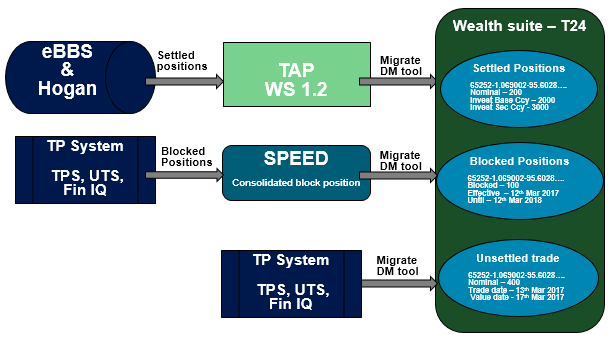 Wealth suite – T24
eBBS
&
Hogan
Settled
positions
TAP
WS 1.2
Migrate
DM tool
Settled Positions
65252-1.069002-95.6028....
Nominal – 200
Invest Base Ccy – 2000
Invest Sec Ccy - 3000
TP System
TPS, UTS,
Fin IQ
Blocked
Positions
SPEED
Consolidated block position
Migrate
DM tool
Blocked Positions
65252-1.069002-95.6028....
Blocked – 100
Effective – 12th Mar 2017
Until – 12th Mar 2018
TP System
TPS, UTS,
Fin IQ
Migrate
DM tool
Unsettled trade
65252-1.069002-95.6028....
Nominal – 400
Trade date – 13th Mar 2017
Value date - 17th Mar 2017